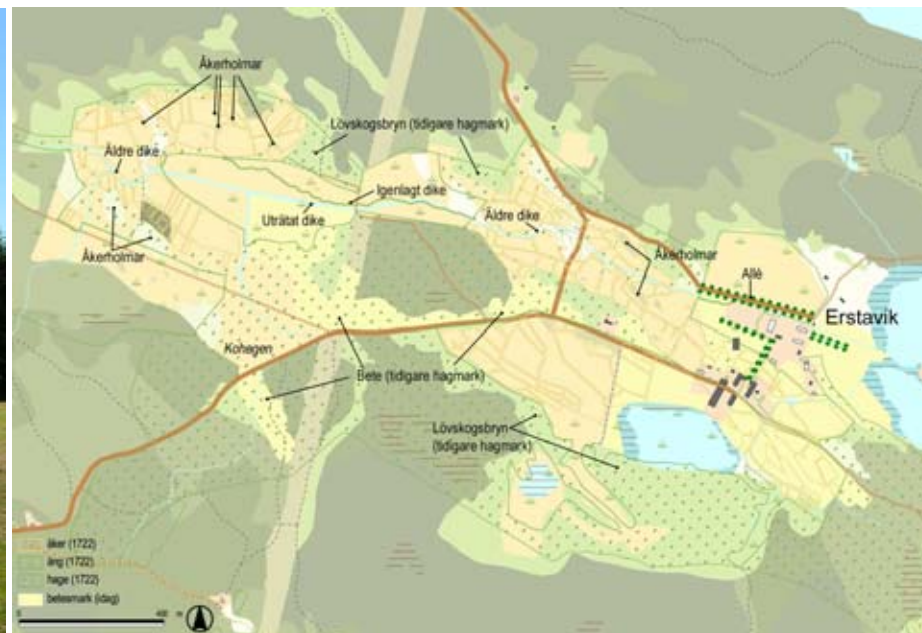 Åkerholmar
Lövskogsbryn (tidigare hagmark)
Äldre dike
Igenlagt dike
Uträtat dike
Äldre dike
Åkerholmar
Åkerholmar
Allé
Erstavik
Kohagen
Bete (tidigare hagmark)
Lövskogsbryn
(tidigare hagmark)
åker (1722)
äng (1722)
hage (1722)
betesmark (idag)
0 400 m